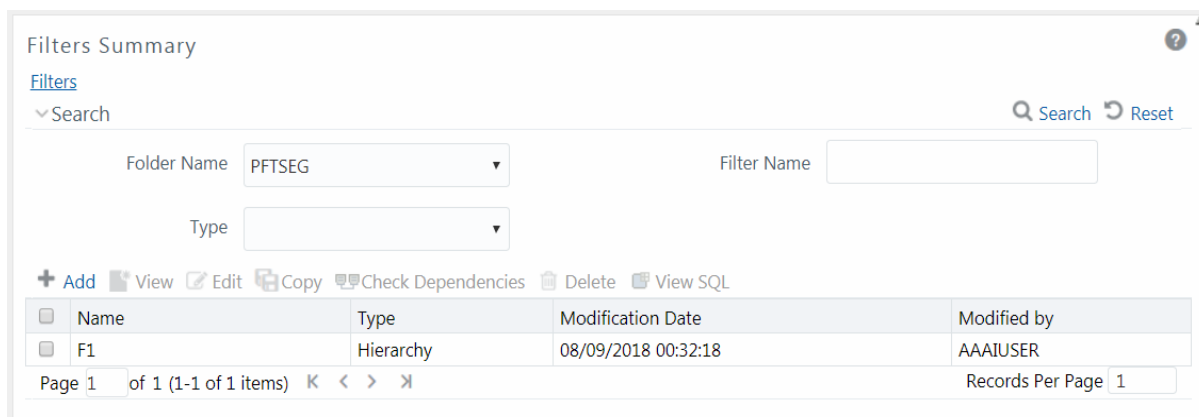 Filters Summary
Filters
Search
Search Reset
Folder Name PFTSEG Filter Name
Type
Add View Edit Copy Check Dependencies Delete View SQL
Name Type Modification Date Modified by
F1 Hierarchy 08/09/2018 00:32:18 AAAIUSER
Page 1 of 1 (1-1 of 1 items) Records Per Page 1